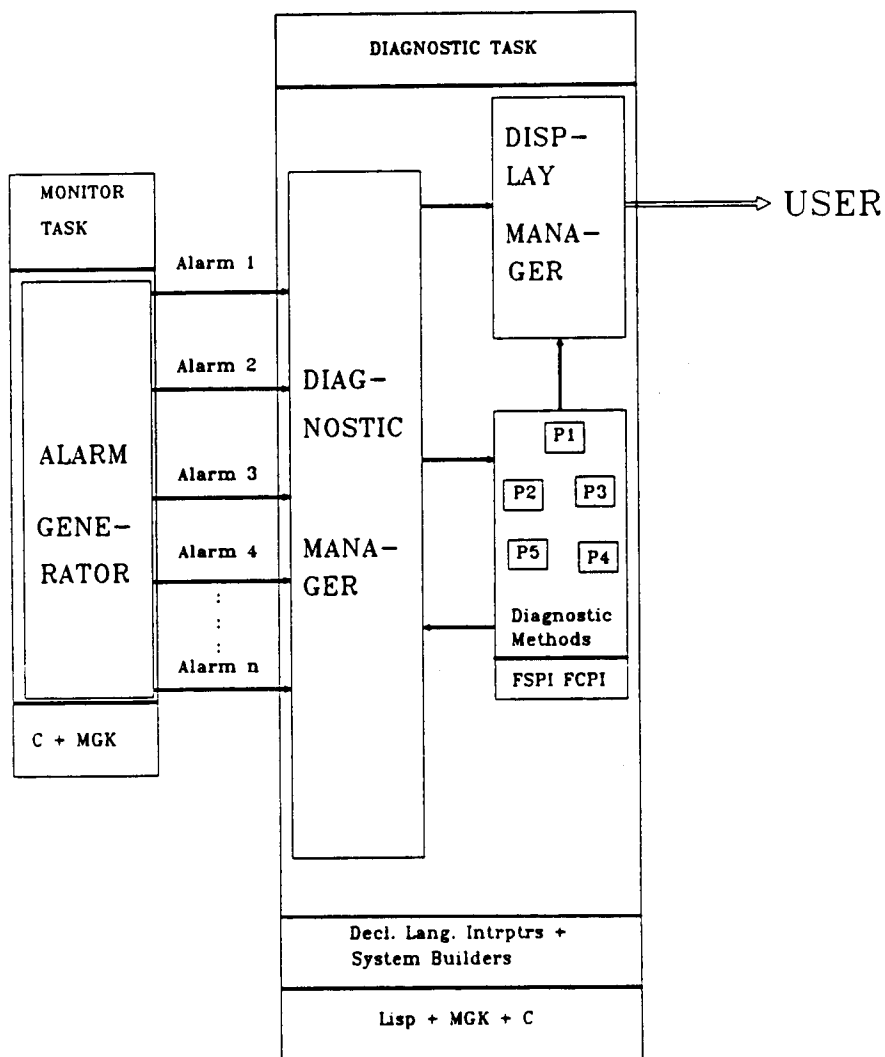 DIAGNOSTIC TASK
DISP-
LAY
MANA-
GER
USER
MONITOR
TASK
Alarm 1
Alarm 2
Alarm 3
Alarm 4
Alarm n
ALARM
GENE-
RATOR
DIAG-
NOSTIC
MANA-
GER
P1
P2 P3
P5 P4
Diagnostic
Methods
FSPI FCPI
C + MGK
Decl. Lang. Intrptrs +
System Builders
Lisp + MGK + C